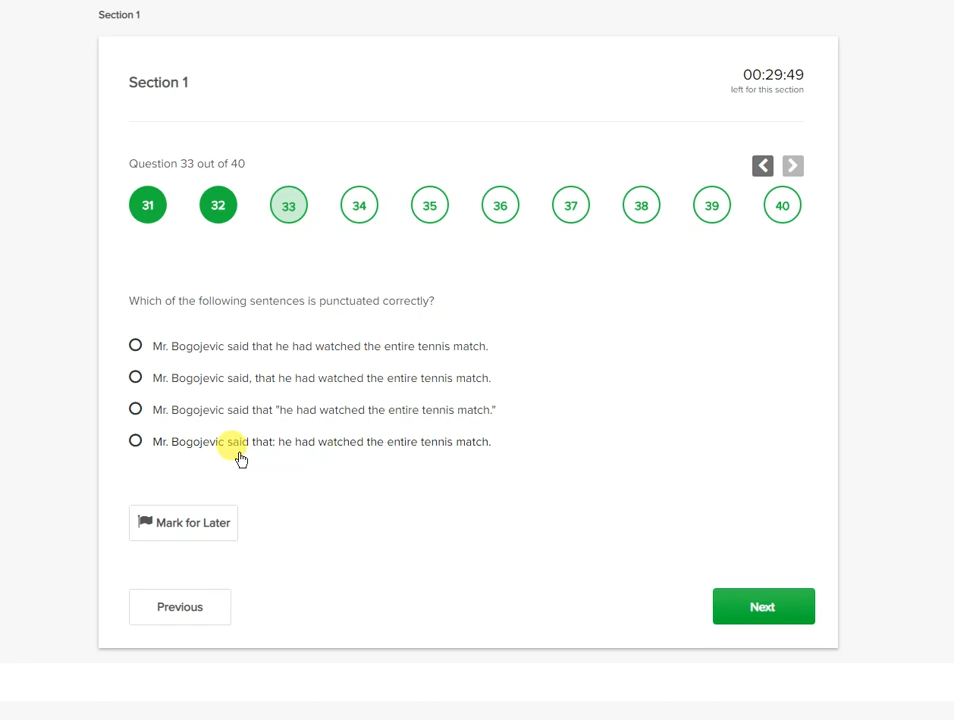 Section 1
Section 1
00:29:49
left for this section
Question 33 out of 40
31 32 33 34 35 36 37 38 39 40
Which of the following sentences is punctuated correctly?
Mr. Bogojevic said that he had watched the entire tennis match.
Mr. Bogojevic said, that he had watched the entire tennis match.
Mr. Bogojevic said that "he had watched the entire tennis match."
Mr. Bogojevic said that: he had watched the entire tennis match.
Mark for Later
Previous
Next